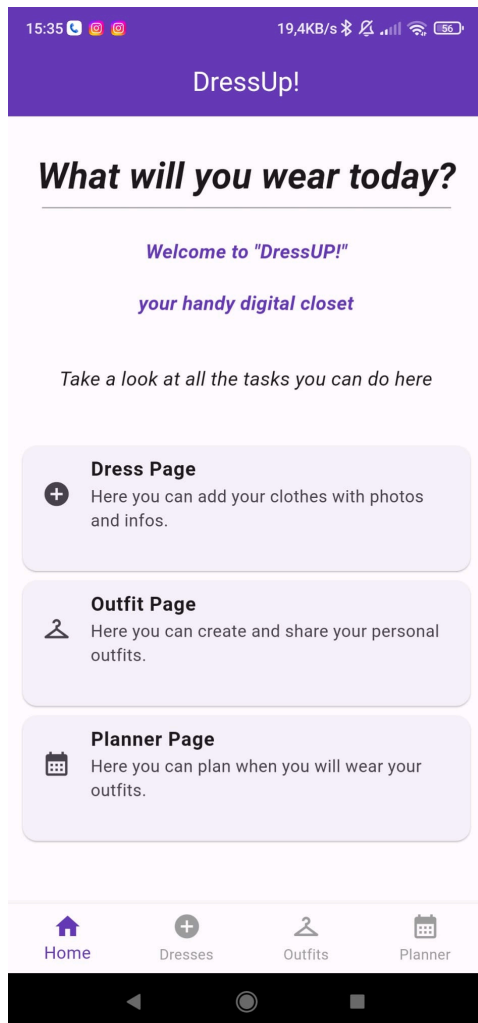 15:35 19,4KB/s 56
DressUp!
What will you wear today?
Welcome to "DressUP!"
your handy digital closet
Take a look at all the tasks you can do here
Dress Page
Here you can add your clothes with photos
and infos.
Outfit Page
Here you can create and share your personal
outfits.
Planner Page
Here you can plan when you will wear your
outfits.
Home Dresses Outfits Planner